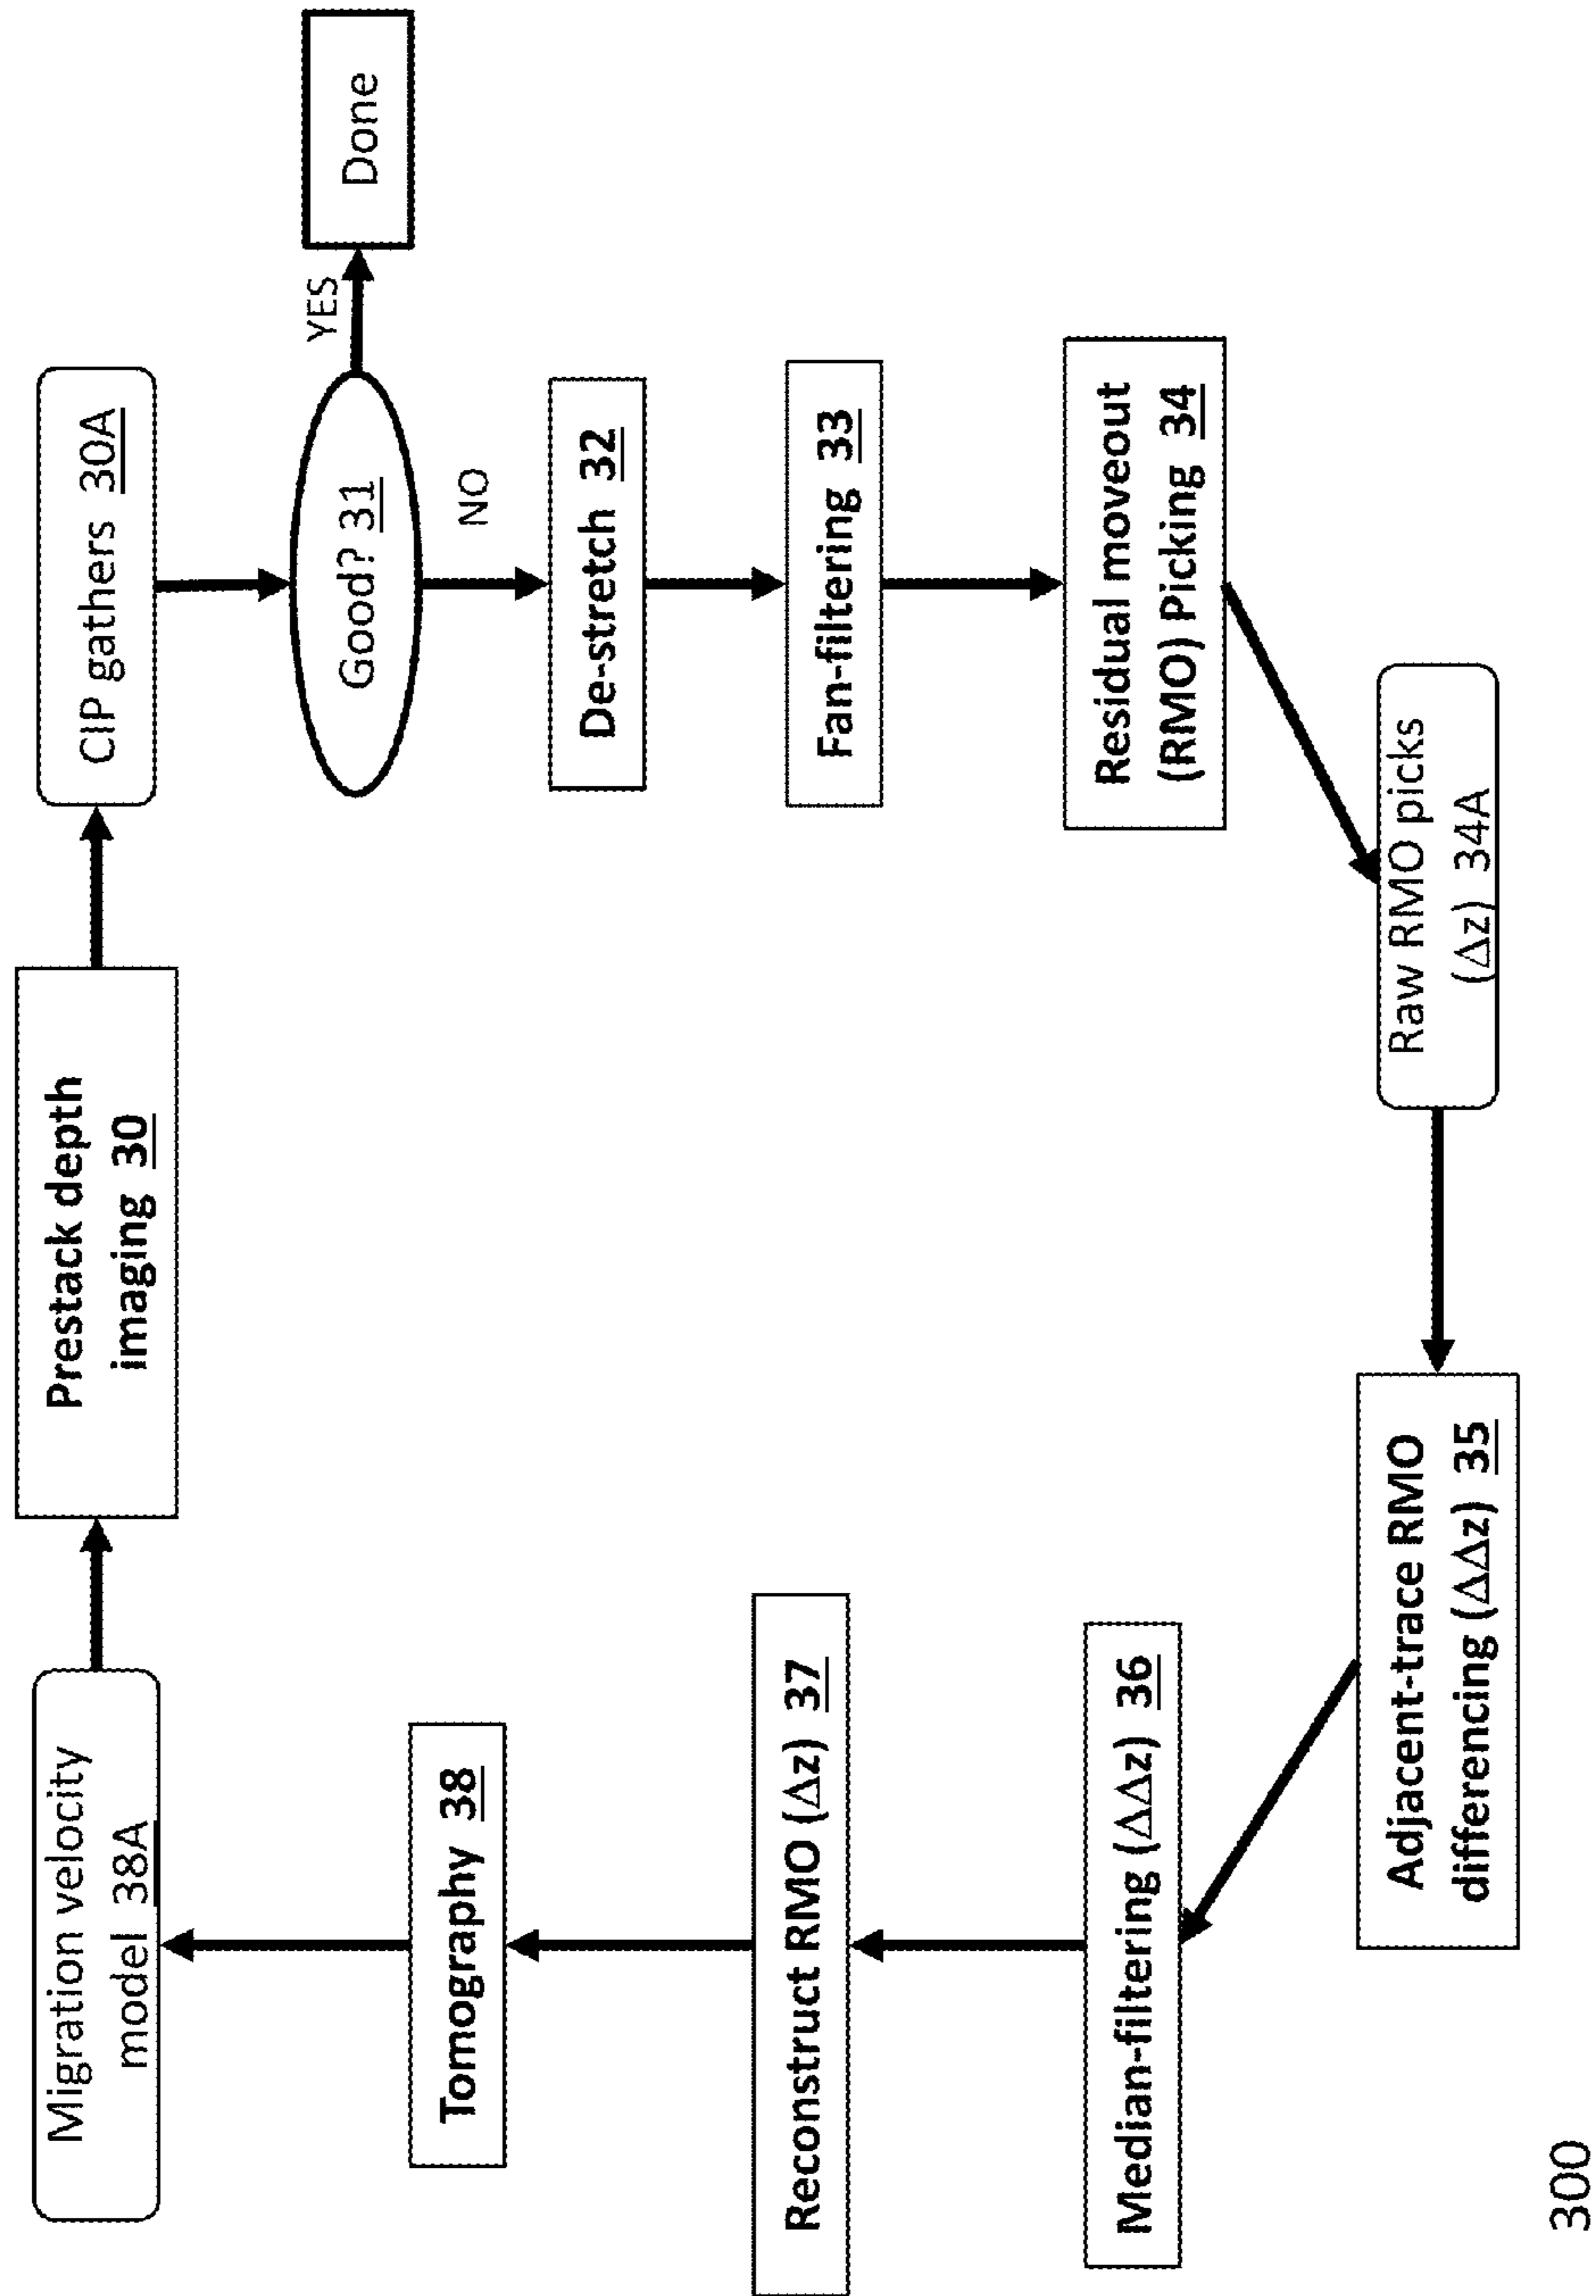 Migration velocity
model 38A
Prestack depth
imaging 30
CIP gathers 30A
Good? 31
YES
Done
NO
De-stretch 32
Fan-filtering 33
Residual moveout
(RMO) Picking 34
Raw RMO picks
(Δz) 34A
Adjacent-trace RMO
differencing (ΔΔz) 35
Median-filtering (ΔΔz) 36
Reconstruct RMO (Δz) 37
Tomography 38
300